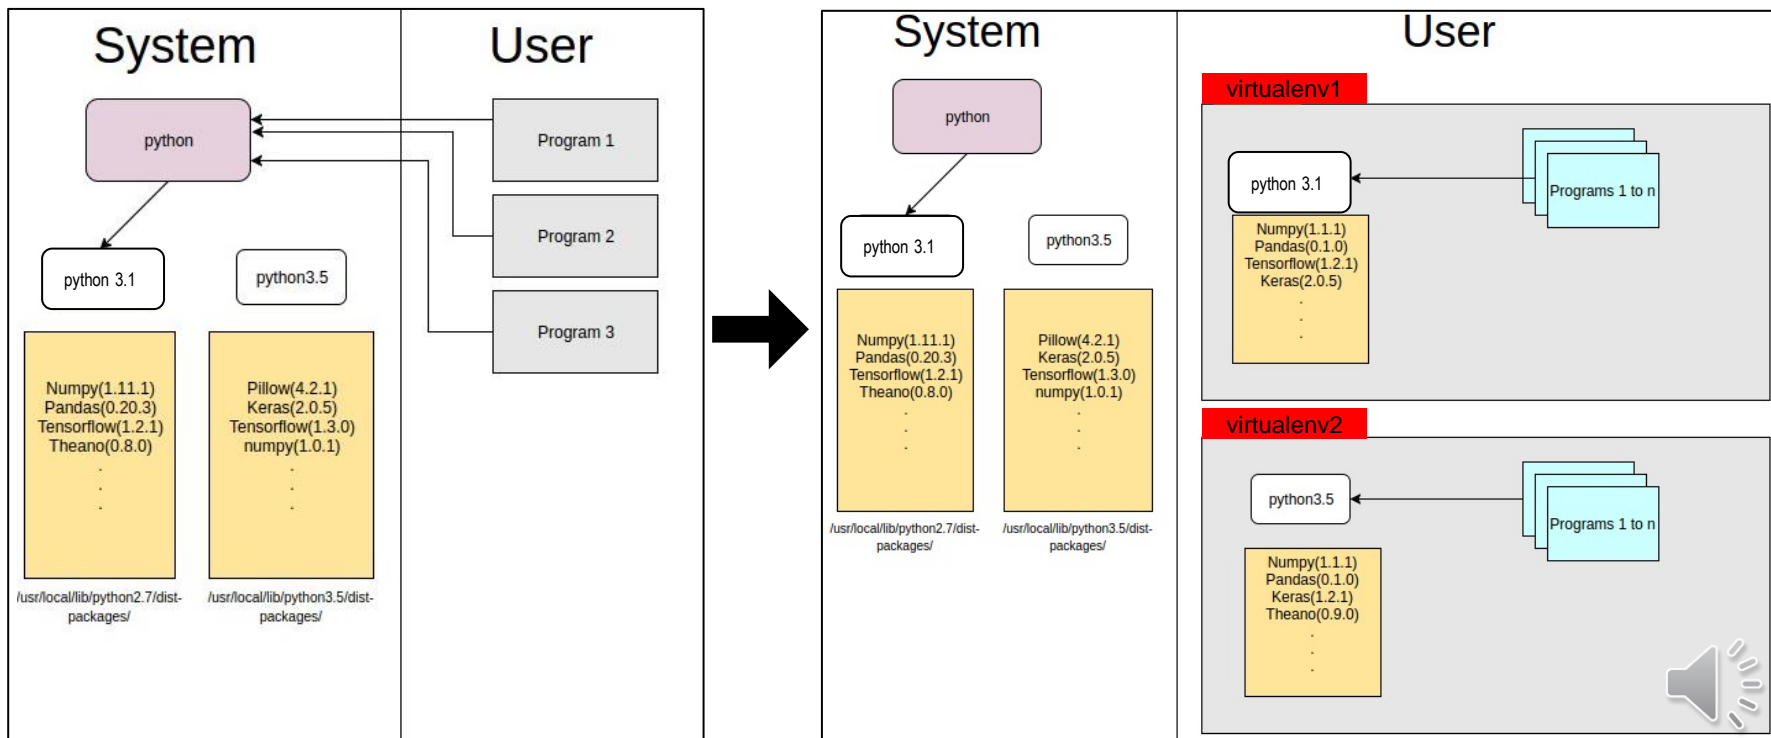 System
User
python
Program 1
Program 2
Program 3
python 3.1
python3.5
Numpy(1.11.1)
Pandas(0.20.3)
Tensorflow(1.2.1)
Theano(0.8.0)
.
.
.
Pillow(4.2.1)
Keras(2.0.5)
Tensorflow(1.3.0)
numpy(1.0.1)
.
.
.
/usr/local/lib/python2.7/dist-
packages/
/usr/local/lib/python3.5/dist-
packages/
System
User
python
python 3.1
python3.5
Numpy(1.11.1)
Pandas(0.20.3)
Tensorflow(1.2.1)
Theano(0.8.0)
.
.
.
Pillow(4.2.1)
Keras(2.0.5)
Tensorflow(1.3.0)
numpy(1.0.1)
.
.
.
/usr/local/lib/python2.7/dist-
packages/
/usr/local/lib/python3.5/dist-
packages/
virtualenv1
python 3.1
Programs 1 to n
Numpy(1.1.1)
Pandas(0.1.0)
Tensorflow(1.2.1)
Keras(2.0.5)
.
.
.
virtualenv2
python3.5
Programs 1 to n
Numpy(1.1.1)
Pandas(0.1.0)
Keras(1.2.1)
Theano(0.9.0)
.
.
.